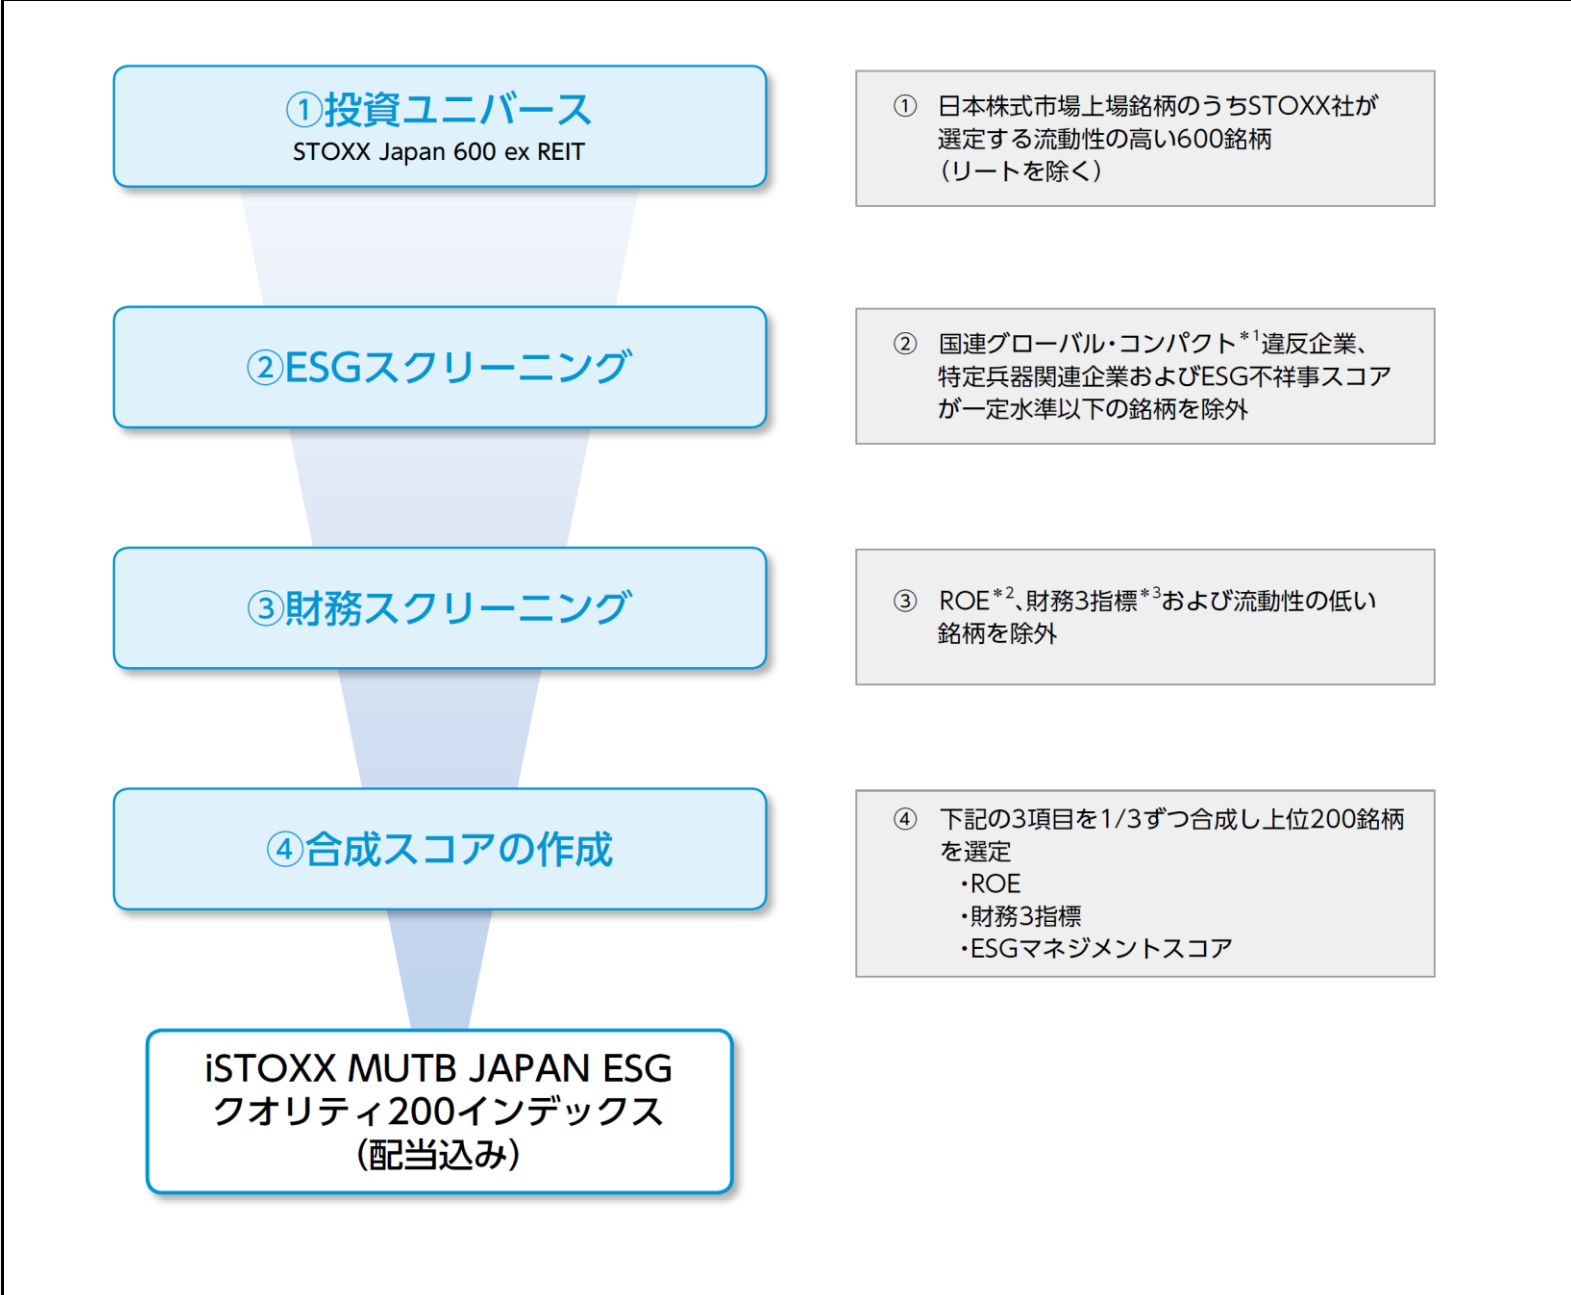 ①投資ユニバース
STOXX Japan 600 ex REIT
① 日本株式市場上場銘柄のうちSTOXX社が
選定する流動性の高い600銘柄
（リートを除く）
②ESGスクリーニング
② 国連グローバル・コンパクト*1違反企業、
特定兵器関連企業およびESG不祥事スコア
が一定水準以下の銘柄を除外
③財務スクリーニング
③ ROE*2、財務3指標*3および流動性の低い
銘柄を除外
④合成スコアの作成
④ 下記の3項目を1/3ずつ合成し上位200銘柄
を選定
・ROE
・財務3指標
・ESGマネジメントスコア
iSTOXX MUTB JAPAN ESG
クオリティ200インデックス
（配当込み）